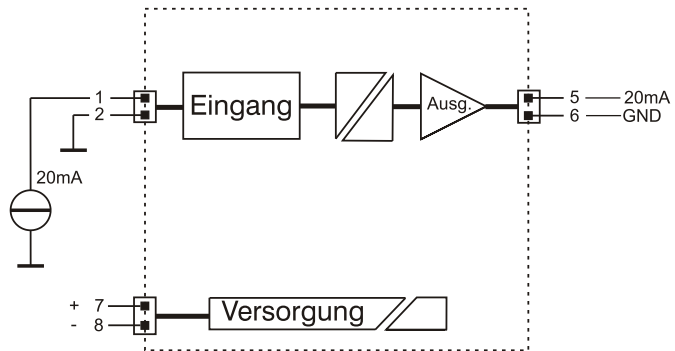 1
2
Eingang
Ausg.
5
20mA
6
GND
20mA
+ 7
- 8
Versorgung